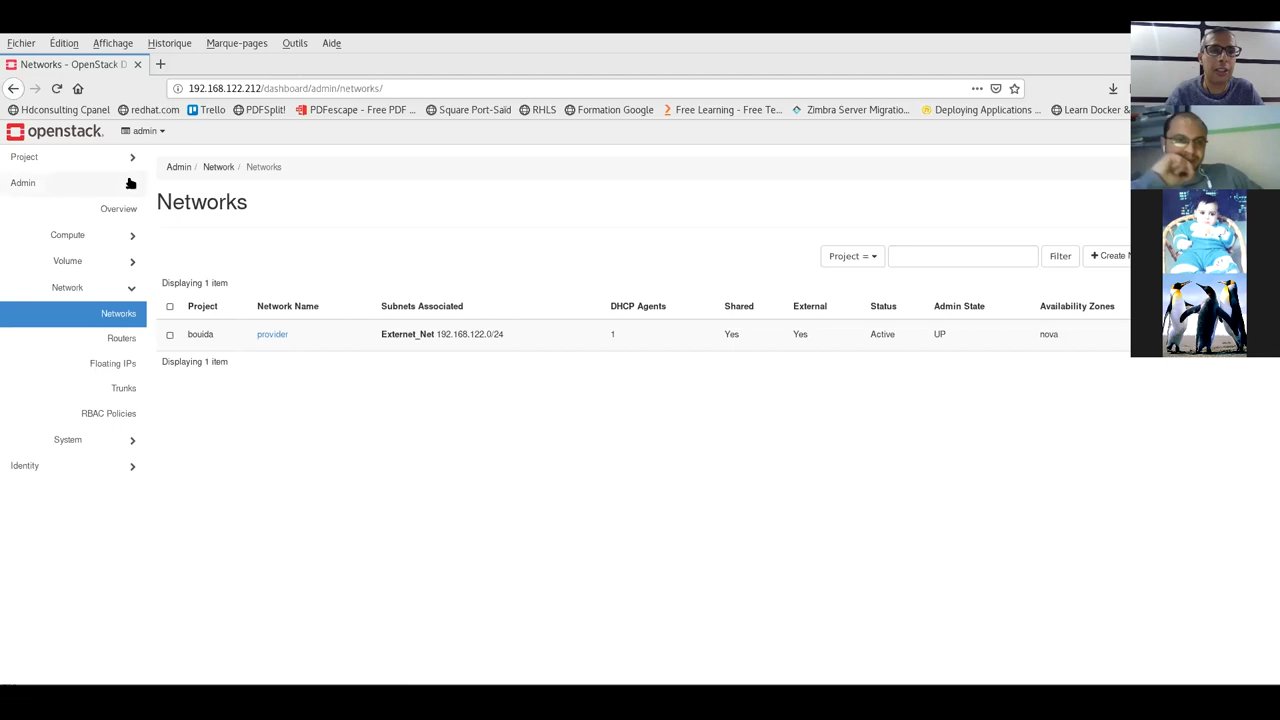 Fichier Édition Affichage Historique Marque-pages Outils Aide
Networks - OpenStack D
192.168.122.212/dashboard/admin/networks/
Hdconsulting Cpanel redhat.com Trello PDFSplit! PDFescape - Free PDF ... Square Port-Saïd RHLS Formation Google Free Learning - Free Te... Zimbra Server Migratio... Deploying Applications ... Learn Docker &
openstack. admin
Project
Admin / Network / Networks
Admin
Networks
Overview
Compute
Volume
Project = Filter + Create
Network
Displaying 1 item
Project Network Name Subnets Associated DHCP Agents Shared External Status Admin State Availability Zones
Networks
bouida provider Externet_Net 192.168.122.0/24 1 Yes Yes Active UP nova
Routers
Displaying 1 item
Floating IPs
Trunks
RBAC Policies
System
Identity